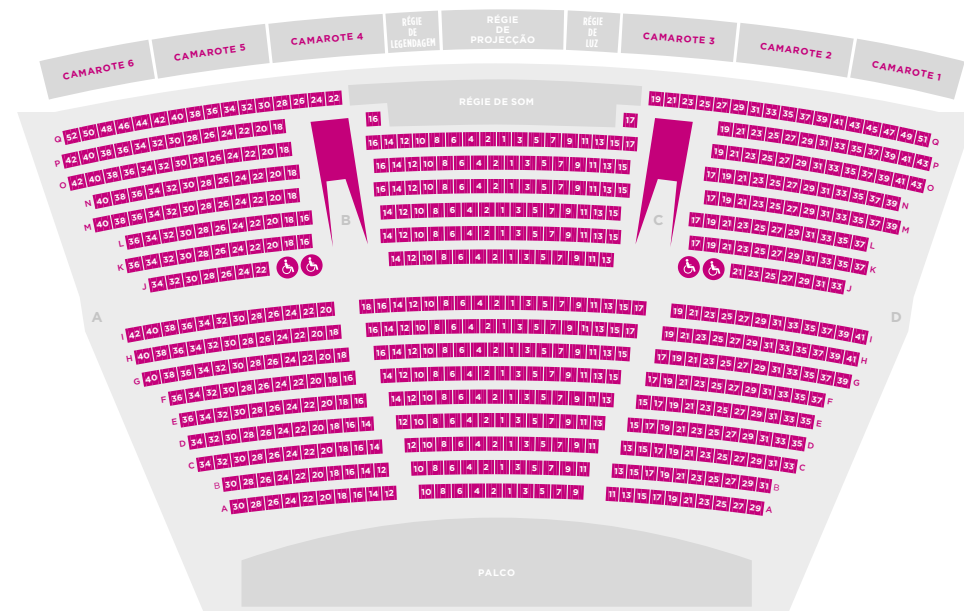 CAMAROTE 6
CAMAROTE 5
CAMAROTE 4
RÉGIE
DE
LEGENDAGEM
RÉGIE
DE
PROJECÇÃO
RÉGIE
DE
LUZ
CAMAROTE 3
CAMAROTE 2
CAMAROTE 1
RÉGIE DE SOM
Q 52 50 48 46 44 42 40 38 36 34 32 30 28 26 24 22
P 42 40 38 36 34 32 30 28 26 24 22 20 18
O 42 40 38 36 34 32 30 28 26 24 22 20 18
N 40 38 36 34 32 30 28 26 24 22 20 18
M 40 38 36 34 32 30 28 26 24 22 20 18
L 36 34 32 30 28 26 24 22 20 18 16
K 36 34 32 30 28 26 24 22 20 18 16
J 34 32 30 28 26 24 22
16 17
16 14 12 10 8 6 4 2 1 3 5 7 9 11 13 15 17
16 14 12 10 8 6 4 2 1 3 5 7 9 11 13 15
16 14 12 10 8 6 4 2 1 3 5 7 9 11 13 15
14 12 10 8 6 4 2 1 3 5 7 9 11 13 15
14 12 10 8 6 4 2 1 3 5 7 9 11 13 15
14 12 10 8 6 4 2 1 3 5 7 9 11 13
19 21 23 25 27 29 31 33 35 37 39 41 43 45 47 49 51 Q
19 21 23 25 27 29 31 33 35 37 39 41 43 P
19 21 23 25 27 29 31 33 35 37 39 41 43 O
17 19 21 23 25 27 29 31 33 35 37 39 N
17 19 21 23 25 27 29 31 33 35 37 39 M
17 19 21 23 25 27 29 31 33 35 37 L
17 19 21 23 25 27 29 31 33 35 37 K
21 23 25 27 29 31 33 J
A
B
C
D
I 42 40 38 36 34 32 30 28 26 24 22 20
H 40 38 36 34 32 30 28 26 24 22 20 18
G 40 38 36 34 32 30 28 26 24 22 20 18
F 36 34 32 30 28 26 24 22 20 18 16
E 36 34 32 30 28 26 24 22 20 18 16
D 34 32 30 28 26 24 22 20 18 16 14
C 34 32 30 28 26 24 22 20 18 16 14
B 30 28 26 24 22 20 18 16 14 12
A 30 28 26 24 22 20 18 16 14 12
18 16 14 12 10 8 6 4 2 1 3 5 7 9 11 13 15 17
16 14 12 10 8 6 4 2 1 3 5 7 9 11 13 15 17
16 14 12 10 8 6 4 2 1 3 5 7 9 11 13 15
14 12 10 8 6 4 2 1 3 5 7 9 11 13 15
14 12 10 8 6 4 2 1 3 5 7 9 11 13
12 10 8 6 4 2 1 3 5 7 9 11 13
12 10 8 6 4 2 1 3 5 7 9 11
10 8 6 4 2 1 3 5 7 9 11
10 8 6 4 2 1 3 5 7 9
19 21 23 25 27 29 31 33 35 37 39 41 I
19 21 23 25 27 29 31 33 35 37 39 41 H
17 19 21 23 25 27 29 31 33 35 37 39 G
17 19 21 23 25 27 29 31 33 35 37 F
15 17 19 21 23 25 27 29 31 33 35 E
15 17 19 21 23 25 27 29 31 33 35 D
13 15 17 19 21 23 25 27 29 31 33 C
13 15 17 19 21 23 25 27 29 31 B
11 13 15 17 19 21 23 25 27 29 A
PALCO